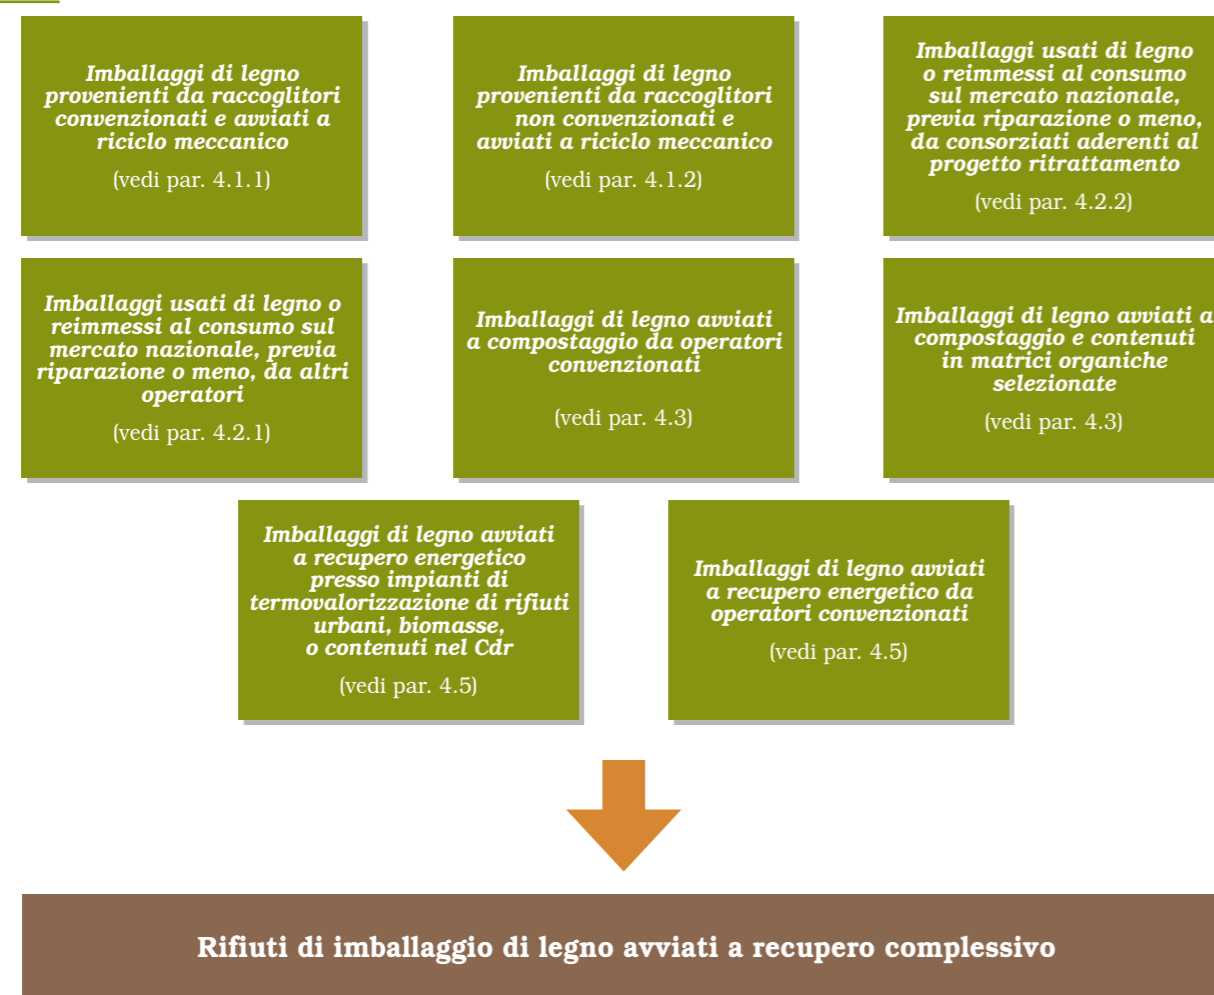 Imballaggi di legno
provenienti da raccoglitori
convenzionati e avviati a
riciclo meccanico
(vedi par. 4.1.1)
Imballaggi di legno
provenienti da raccoglitori
non convenzionati e
avviati a riciclo meccanico
(vedi par. 4.1.2)
Imballaggi usati di legno
o reimmessi al consumo
sul mercato nazionale,
previa riparazione o meno,
da consorziati aderenti al
progetto ritrattamento
(vedi par. 4.2.2)
Imballaggi usati di legno o
reimmessi al consumo sul
mercato nazionale, previa
riparazione o meno, da altri
operatori
(vedi par. 4.2.1)
Imballaggi di legno avviati
a compostaggio da operatori
convenzionati
(vedi par. 4.3)
Imballaggi di legno avviati a
compostaggio e contenuti
in matrici organiche
selezionate
(vedi par. 4.3)
Imballaggi di legno avviati
a recupero energetico
presso impianti di
termovalorizzazione di rifiuti
urbani, biomasse,
o contenuti nel Cdr
(vedi par. 4.5)
Imballaggi di legno avviati
a recupero energetico da
operatori convenzionati
(vedi par. 4.5)
Rifiuti di imballaggio di legno avviati a recupero complessivo